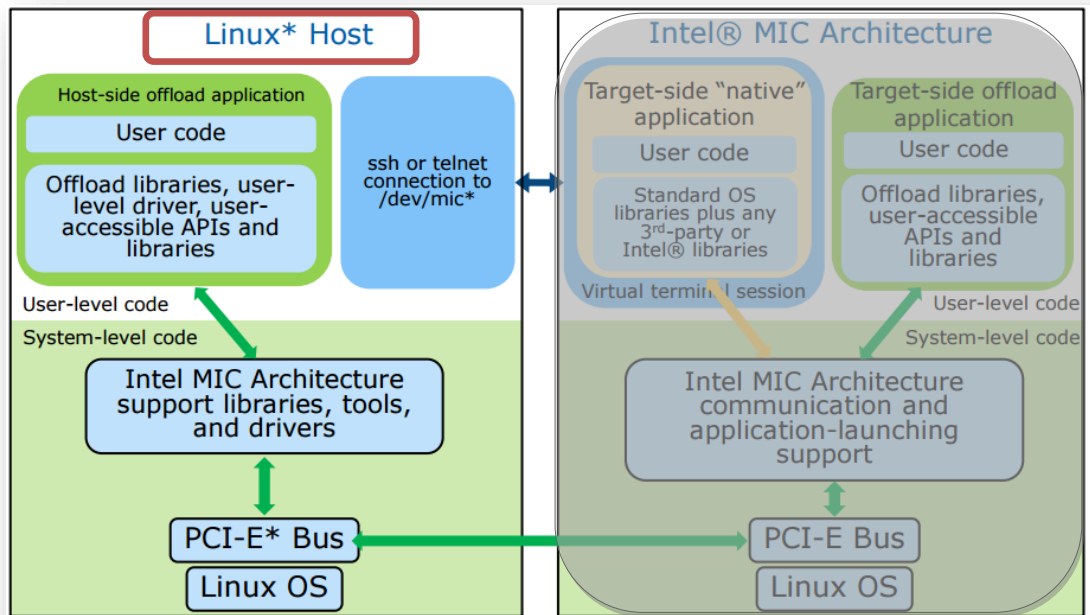 Linux* Host
Host-side offload application
User code
Offload libraries, user-
level driver, user-
accessible APIs and
libraries
ssh or telnet
connection to
/dev/mic*
User-level code
System-level code
Intel MIC Architecture
support libraries, tools,
and drivers
PCI-E* Bus
Linux OS
Intel® MIC Architecture
Target-side “native”
application
User code
Standard OS
libraries plus any
3rd-party or
Intel® libraries
Virtual terminal session
Target-side offload
application
User code
Offload libraries,
user-accessible
APIs and
libraries
User-level code
System-level code
Intel MIC Architecture
communication and
application-launching
support
PCI-E Bus
Linux OS